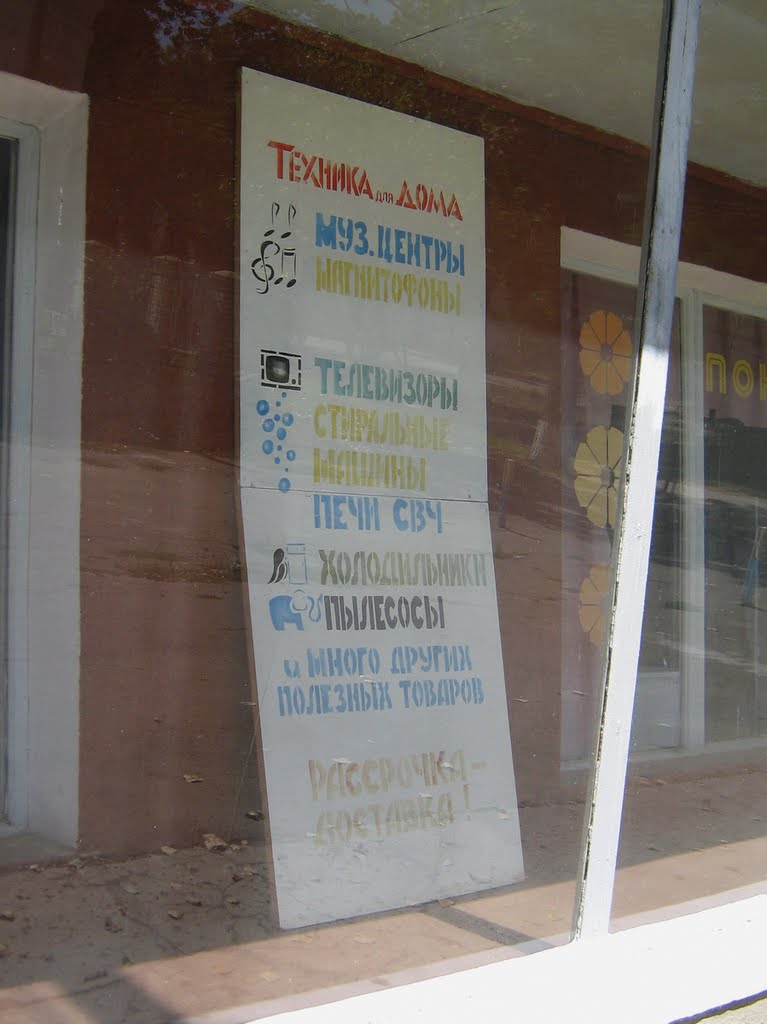 Техника для дома
муз. центры
магнитофоны
телевизоры
стиральные
машины
печи СВЧ
холодильники
пылесосы
и много других
полезных товаров
рассрочка-
доставка!
ПОК